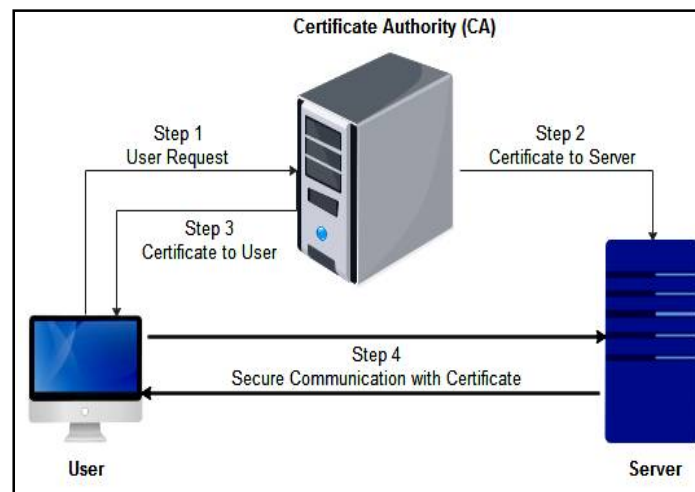 Certificate Authority (CA)
Step 1
User Request
Step 2
Certificate to Server
Step 3
Certificate to User
Step 4
Secure Communication with Certificate
User
Server